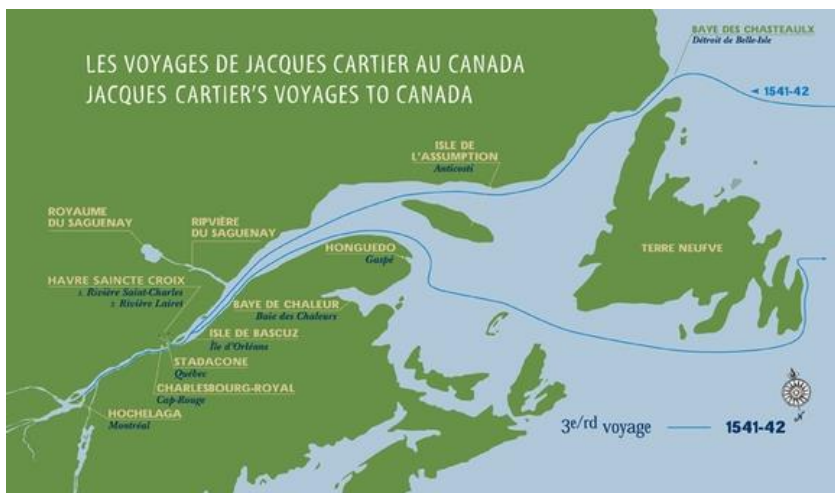 LES VOYAGES DE JACQUES CARTIER AU CANADA
JACQUES CARTIER'S VOYAGES TO CANADA
BAYE DES CHASTEAULX
Détroit de Belle-Isle
1541-42
ISLE DE
L'ASSUMPTION
Anticosti
ROYAUME
DU SAGUENAY
RIPVIÈRE
DU SAGUENAY
HONGUEDO
Gaspé
TERRE NEUFVE
HAVRE SAINCTE CROIX
1. Rivière Saint-Charles
2. Rivière Lairet
BAYE DE CHALEUR
Baie des Chaleurs
ISLE DE BASCUZ
Île d'Orléans
STADACONE
Québec
CHARLESBOURG-ROYAL
Cap-Rouge
HOCHELAGA
Montréal
3e/rd voyage 1541-42